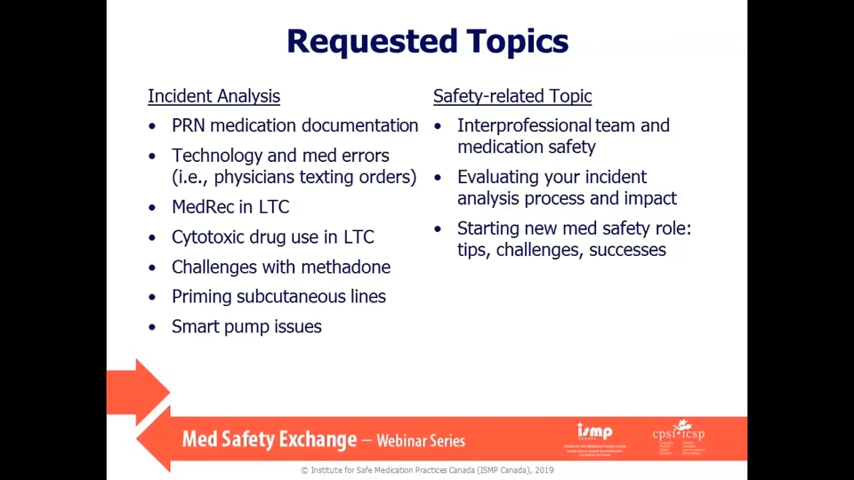 Requested Topics
Incident Analysis
• PRN medication documentation
• Technology and med errors
(i.e., physicians texting orders)
• MedRec in LTC
• Cytotoxic drug use in LTC
• Challenges with methadone
• Priming subcutaneous lines
• Smart pump issues
Safety-related Topic
• Interprofessional team and
medication safety
• Evaluating your incident
analysis process and impact
• Starting new med safety role:
tips, challenges, successes
Med Safety Exchange – Webinar Series
ismp
cpsi icsp
© Institute for Safe Medication Practices Canada (ISMP Canada), 2019